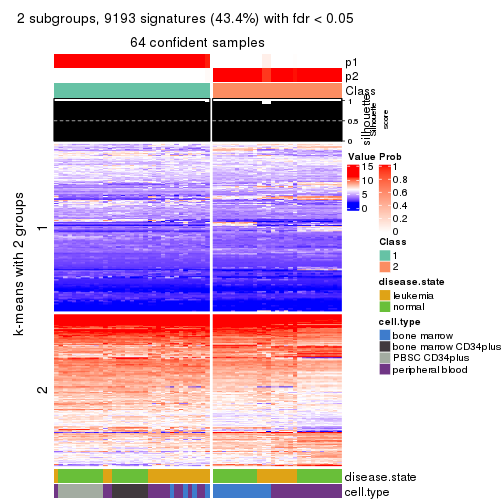 2 subgroups, 9193 signatures (43.4%) with fdr < 0.05
64 confident samples
p1
p2
Class
1
0.5
0
silhouette
Silhouette
score
k-means with 2 groups
1
2
disease.state
cell.type
Value
15
10
5
0
Prob
1
0.8
0.6
0.4
0.2
0
Class
1
2
disease.state
leukemia
normal
cell.type
bone marrow
bone marrow CD34plus
PBSC CD34plus
peripheral blood